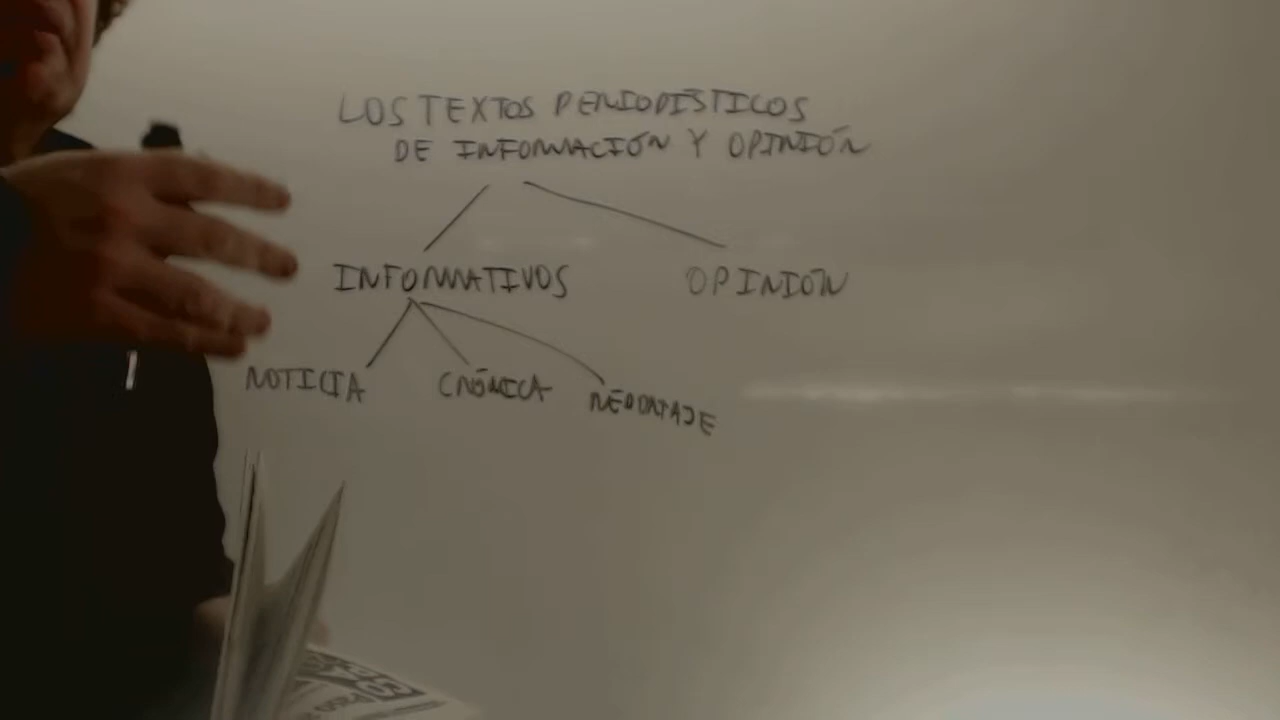 LOS TEXTOS PERIODÍSTICOS
DE INFORMACIÓN Y OPINIÓN
INFORMATIVOS OPINIÓN
NOTICIA CRÓNICA REPORTAJE